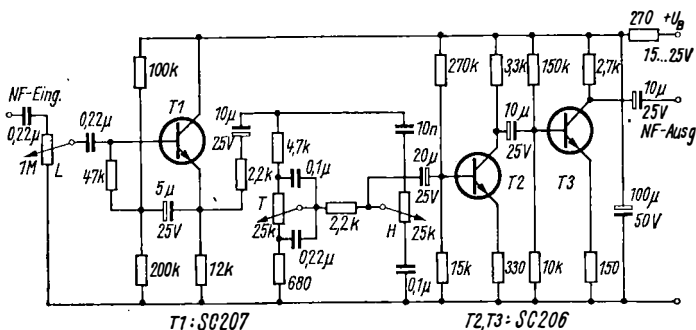 270 +U_B
15...25V
100k
270k
3,3k
150k
2,7k
NF-Eing.
T1
10µ
25V
10n
10µ
25V
10µ
25V
NF-Ausg
0,22µ
0,22µ
4,7k
0,1µ
20µ
25V
T2
T3
1M
L
47k
5µ
25V
2,2k
T
25k
2,2k
H
25k
100µ
50V
200k
12k
0,22µ
680
0,1µ
15k
330
10k
150
T1: SC207
T2,T3: SC206